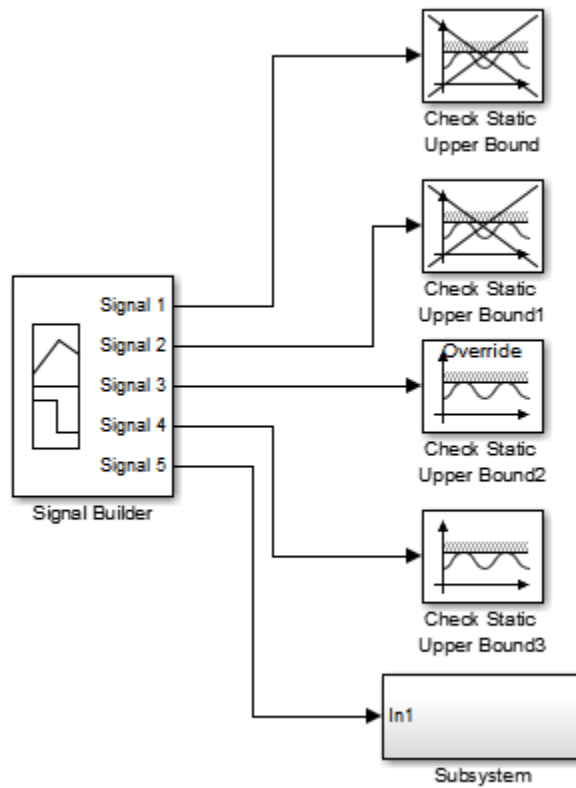 Check Static
Upper Bound
Check Static
Upper Bound1
Signal 1
Signal 2
Signal 3
Signal 4
Signal 5
Signal Builder
Override
Check Static
Upper Bound2
Check Static
Upper Bound3
In1
Subsystem